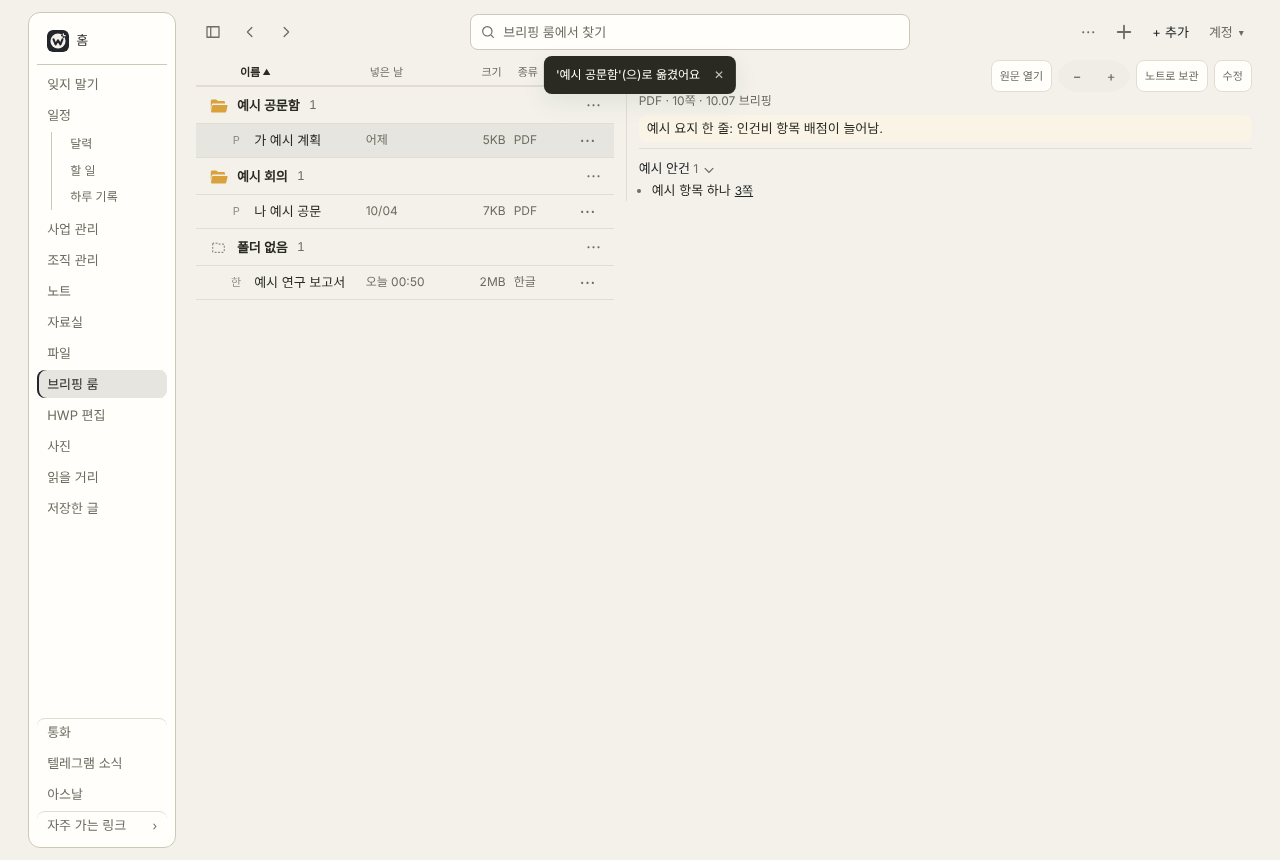 홈
잊지 말기
일정
달력
할 일
하루 기록
사업 관리
조직 관리
노트
자료실
파일
브리핑 룸
HWP 편집
사진
읽을 거리
저장한 글
통화
텔레그램 소식
아스날
자주 가는 링크 ›
브리핑 룸에서 찾기
··· + + 추가 계정 ▾
'예시 공문함'(으)로 옮겼어요 ×
이름 ▲ 넣은 날 크기 종류
예시 공문함 1 ···
P 가 예시 계획 어제 5KB PDF ···
예시 회의 1 ···
P 나 예시 공문 10/04 7KB PDF ···
폴더 없음 1 ···
한 예시 연구 보고서 오늘 00:50 2MB 한글 ···
원문 열기 − + 노트로 보관 수정
PDF · 10쪽 · 10.07 브리핑
예시 요지 한 줄: 인건비 항목 배점이 늘어남.
예시 안건 1
• 예시 항목 하나 3쪽